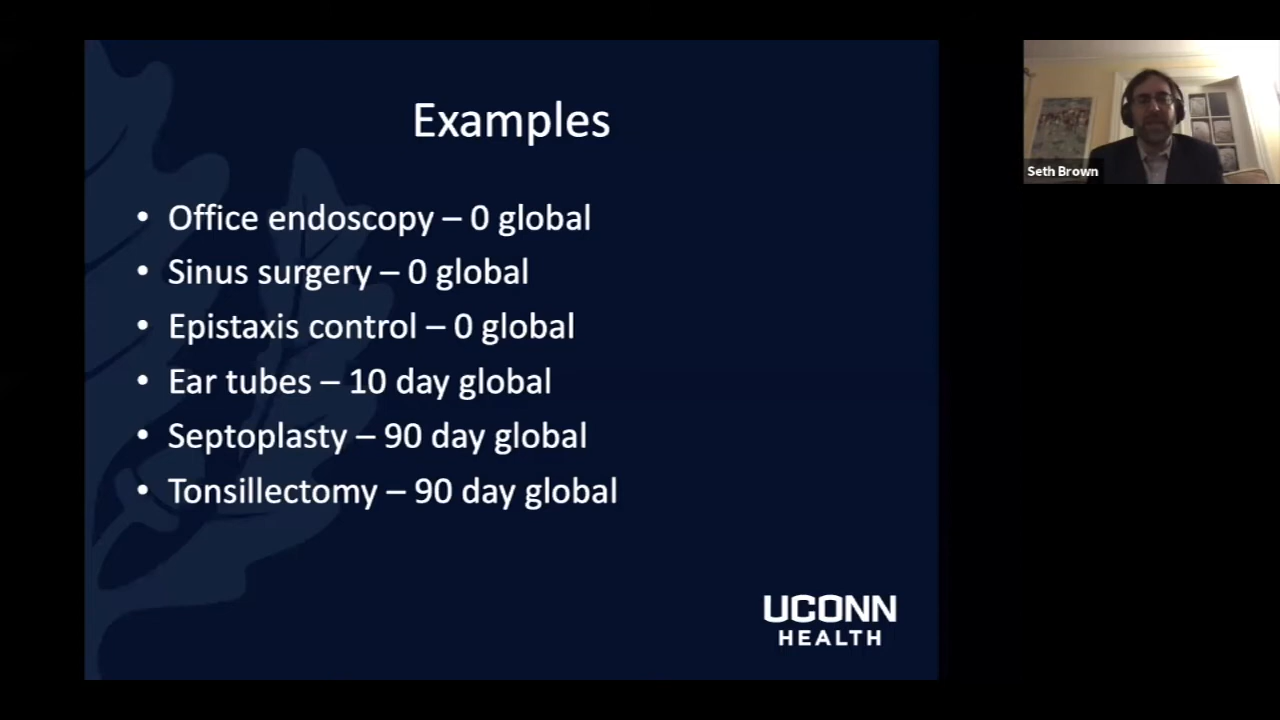 Examples
• Office endoscopy – 0 global
• Sinus surgery – 0 global
• Epistaxis control – 0 global
• Ear tubes – 10 day global
• Septoplasty – 90 day global
• Tonsillectomy – 90 day global
UCONN
HEALTH
Seth Brown